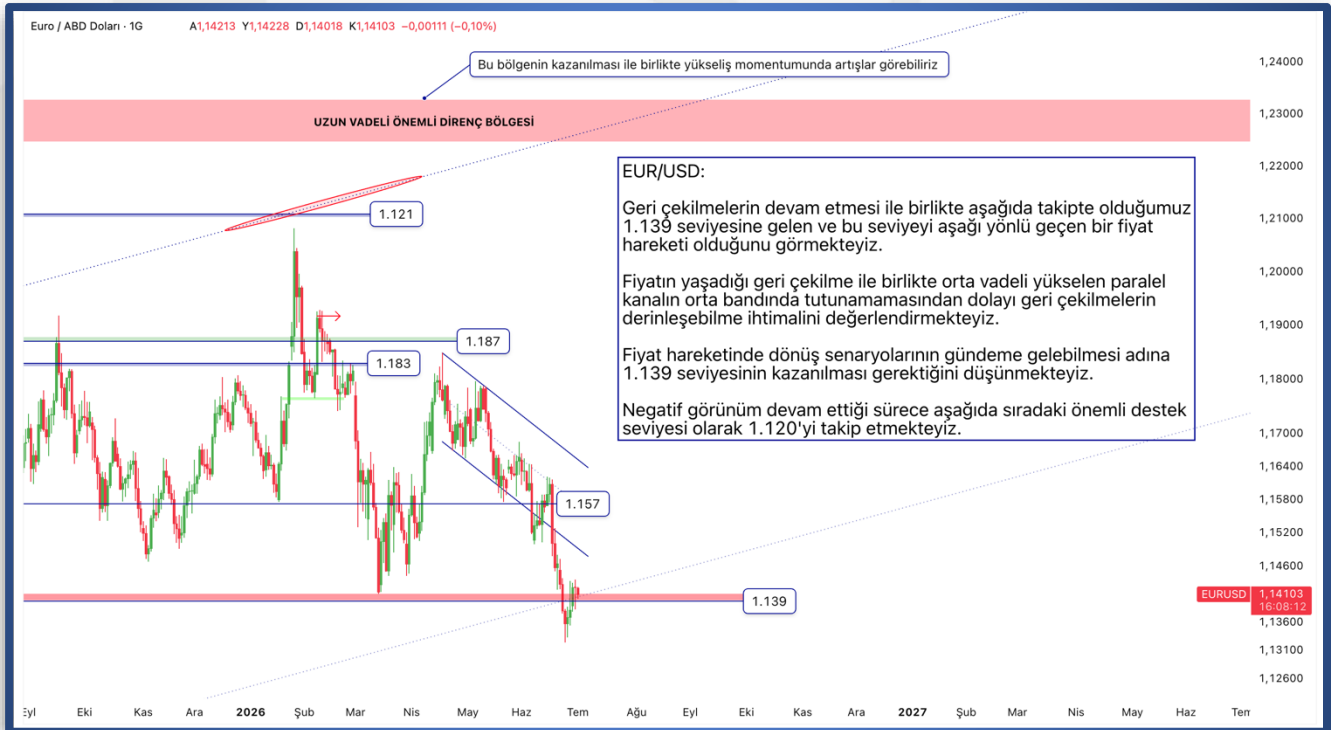 Euro / ABD Doları · 1G A1,14213 Y1,14228 D1,14018 K1,14103 −0,00111 (−0,10%)
Bu bölgenin kazanılması ile birlikte yükseliş momentumunda artışlar görebiliriz
UZUN VADELİ ÖNEMLİ DİRENÇ BÖLGESİ
EUR/USD:
Geri çekilmelerin devam etmesi ile birlikte aşağıda takipte olduğumuz
1.139 seviyesine gelen ve bu seviyeyi aşağı yönlü geçen bir fiyat
hareketi olduğunu görmekteyiz.
Fiyatın yaşadığı geri çekilme ile birlikte orta vadeli yükselen paralel
kanalın orta bandında tutunamamasından dolayı geri çekilmelerin
derinleşebilme ihtimalini değerlendirmekteyiz.
Fiyat hareketinde dönüş senaryolarının gündeme gelebilmesi adına
1.139 seviyesinin kazanılması gerektiğini düşünmekteyiz.
Negatif görünüm devam ettiği sürece aşağıda sıradaki önemli destek
seviyesi olarak 1.120'yi takip etmekteyiz.
1.121
1.187
1.183
1.157
1.139
1,24000
1,23000
1,22000
1,21000
1,20000
1,19000
1,18000
1,17000
1,16400
1,15800
1,15200
1,14600
EURUSD 1,14103
16:08:12
1,13600
1,13100
1,12600
Eyl Eki Kas Ara 2026 Şub Mar Nis May Haz Tem Ağu Eyl Eki Kas Ara 2027 Şub Mar Nis May Haz Tem